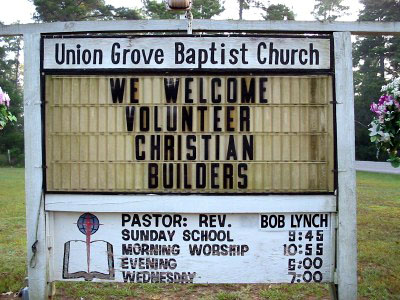 Union Grove Baptist Church
WE WELCOME
VOLUNTEER
CHRISTIAN
BUILDERS
PASTOR: REV. BOB LYNCH
SUNDAY SCHOOL 9:45
MORNING WORSHIP 10:55
EVENING 6:00
WEDNESDAY 7:00